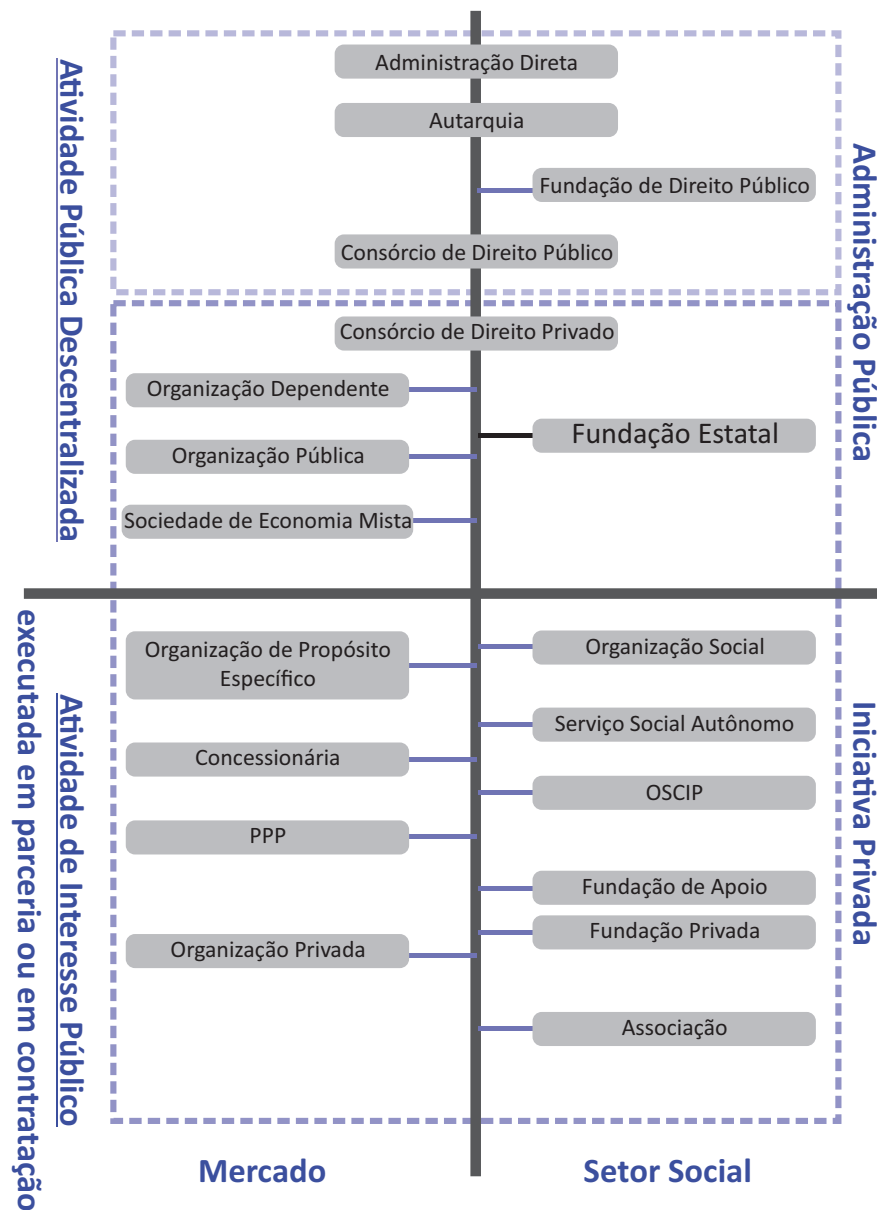 Atividade Pública Descentralizada
Administração Direta
Autarquia
Fundação de Direito Público
Consórcio de Direito Público
Consórcio de Direito Privado
Organização Dependente
Fundação Estatal
Organização Pública
Sociedade de Economia Mista
Administração Pública
Atividade de Interesse Público
executada em parceria ou em contratação
Organização de Propósito
Específico
Organização Social
Serviço Social Autônomo
Concessionária
OSCIP
PPP
Fundação de Apoio
Fundação Privada
Organização Privada
Associação
Iniciativa Privada
Mercado
Setor Social